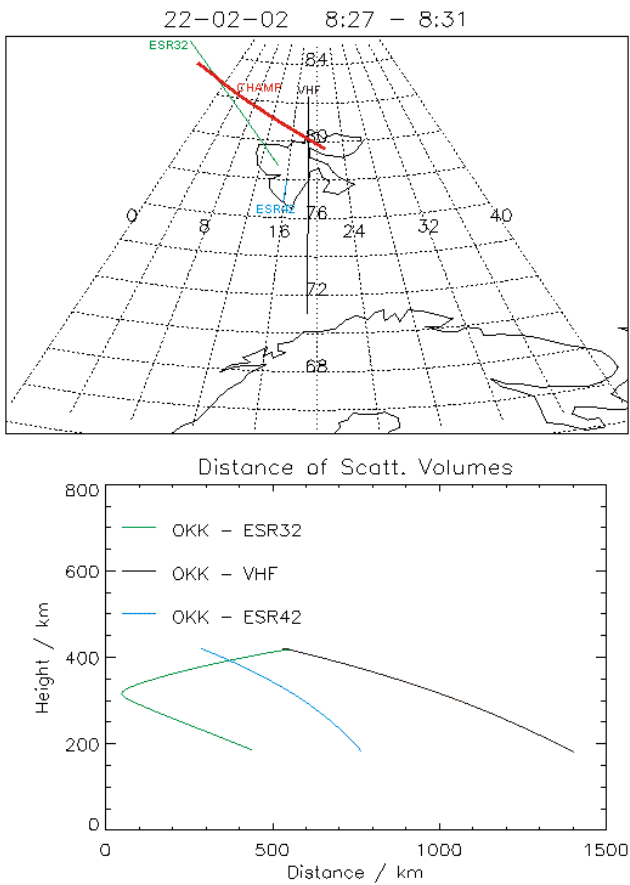 22-02-02 8:27 - 8:31
ESR32
84
CHAMP
VHF
80
ESR42
76
0
8
16
24
32
40
72
68
Distance of Scatt. Volumes
800
OKK - ESR32
600
OKK - VHF
OKK - ESR42
400
Height / km
200
0
0 500 1000 1500
Distance / km